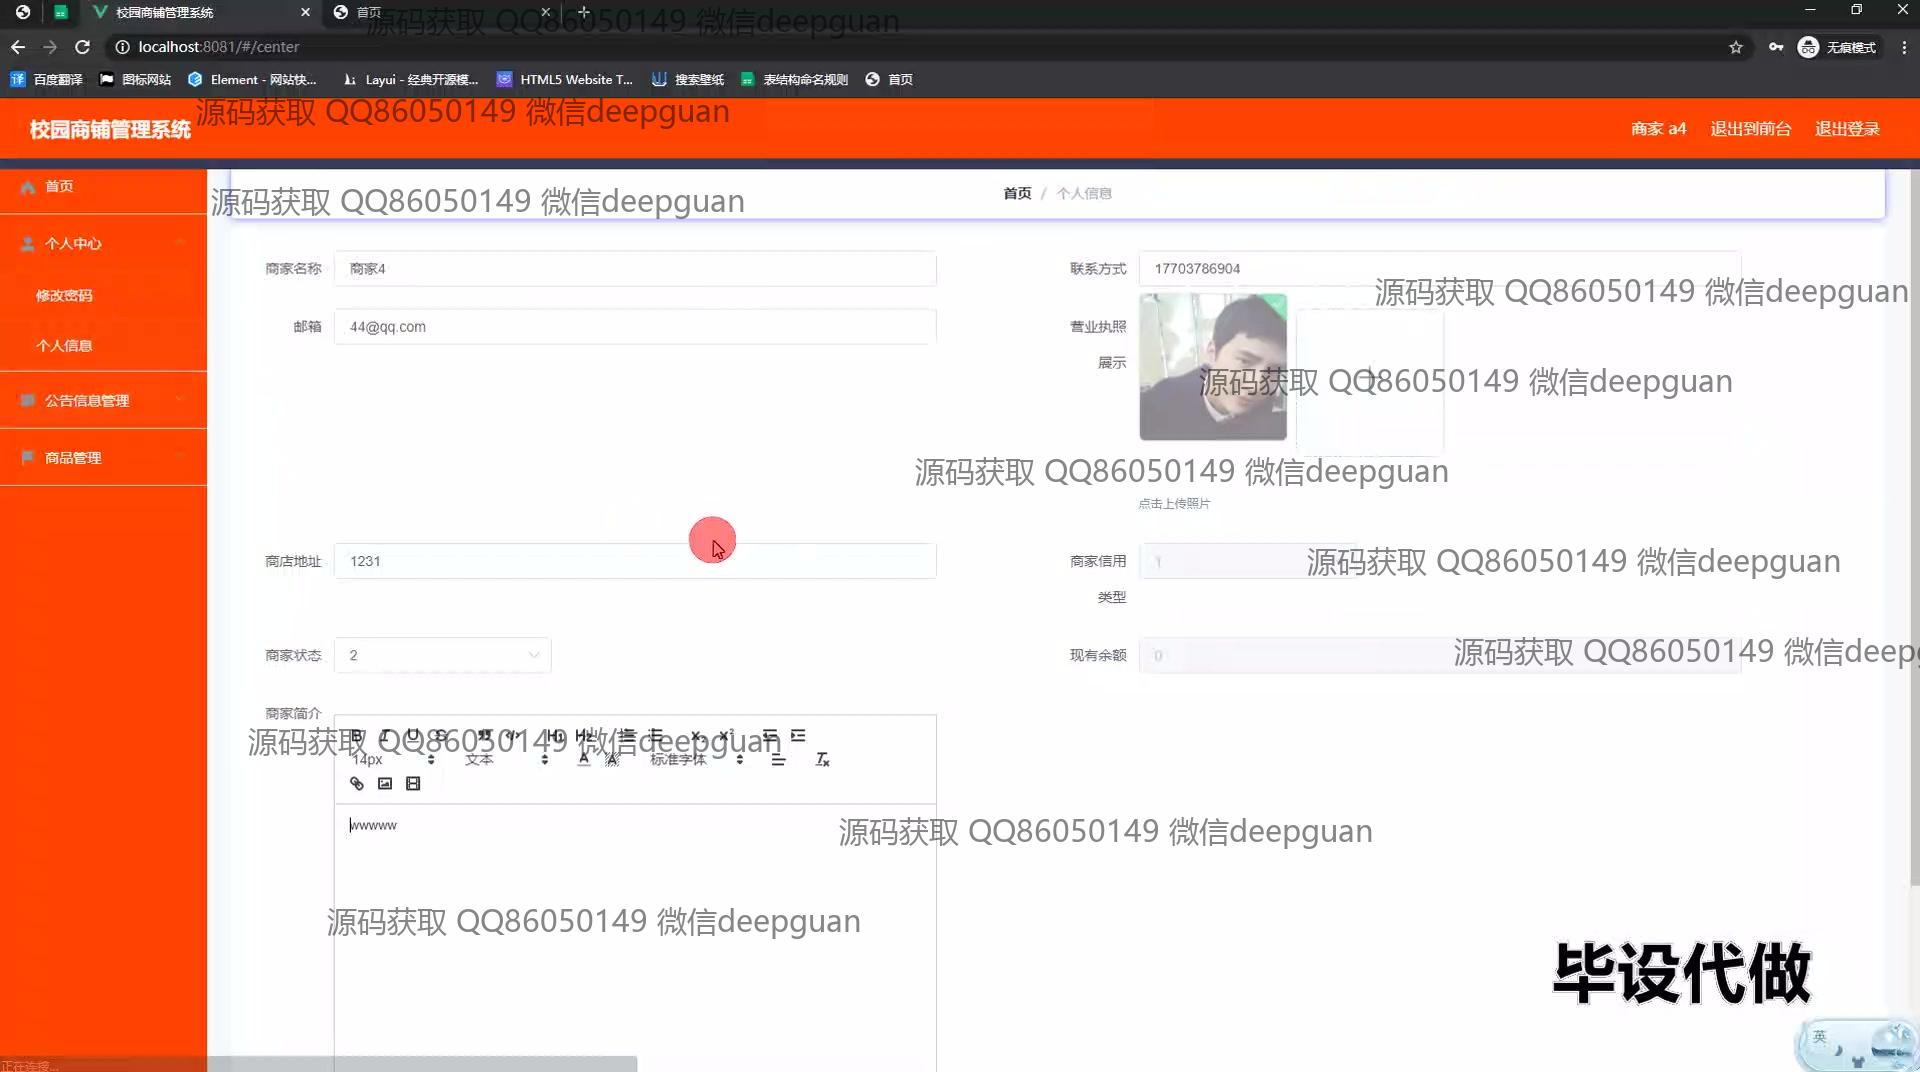 校园商铺管理系统
首页
源码获取 QQ86050149 微信deepguan
localhost:8081/#/center
无痕模式
百度翻译
图标网站
Element - 网站快...
Layui - 经典开源模...
HTML5 Website T...
搜索壁纸
表结构命名规则
首页
源码获取 QQ86050149 微信deepguan
校园商铺管理系统
商家 a4
退出到前台
退出登录
首页
源码获取 QQ86050149 微信deepguan
首页 / 个人信息
个人中心
修改密码
个人信息
公告信息管理
商品管理
商家名称 商家4
联系方式 17703786904
源码获取 QQ86050149 微信deepguan
邮箱 44@qq.com
营业执照
展示
源码获取 QQ86050149 微信deepguan
源码获取 QQ86050149 微信deepguan
点击上传照片
商店地址 1231
商家信用 1
类型
源码获取 QQ86050149 微信deepguan
商家状态 2
现有余额 0
源码获取 QQ86050149 微信deep
商家简介
源码获取 QQ86050149 微信deepguan
14px 文本 标准字体
wwwww
源码获取 QQ86050149 微信deepguan
源码获取 QQ86050149 微信deepguan
毕设代做
英
正在连接...